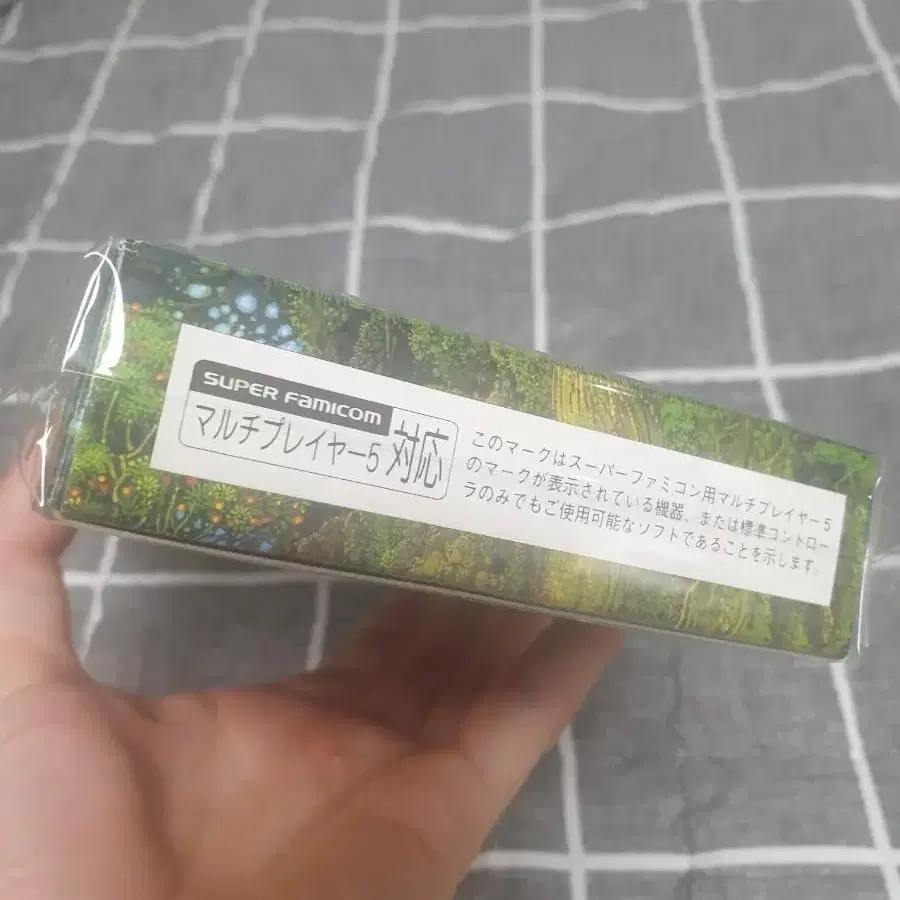 SUPER FAMICOM
マルチプレイヤー5 対応
このマークはスーパーファミコン用マルチプレイヤー5
のマークが表示されている機器、または標準コントロー
ラのみでもご使用可能なソフトであることを示します。